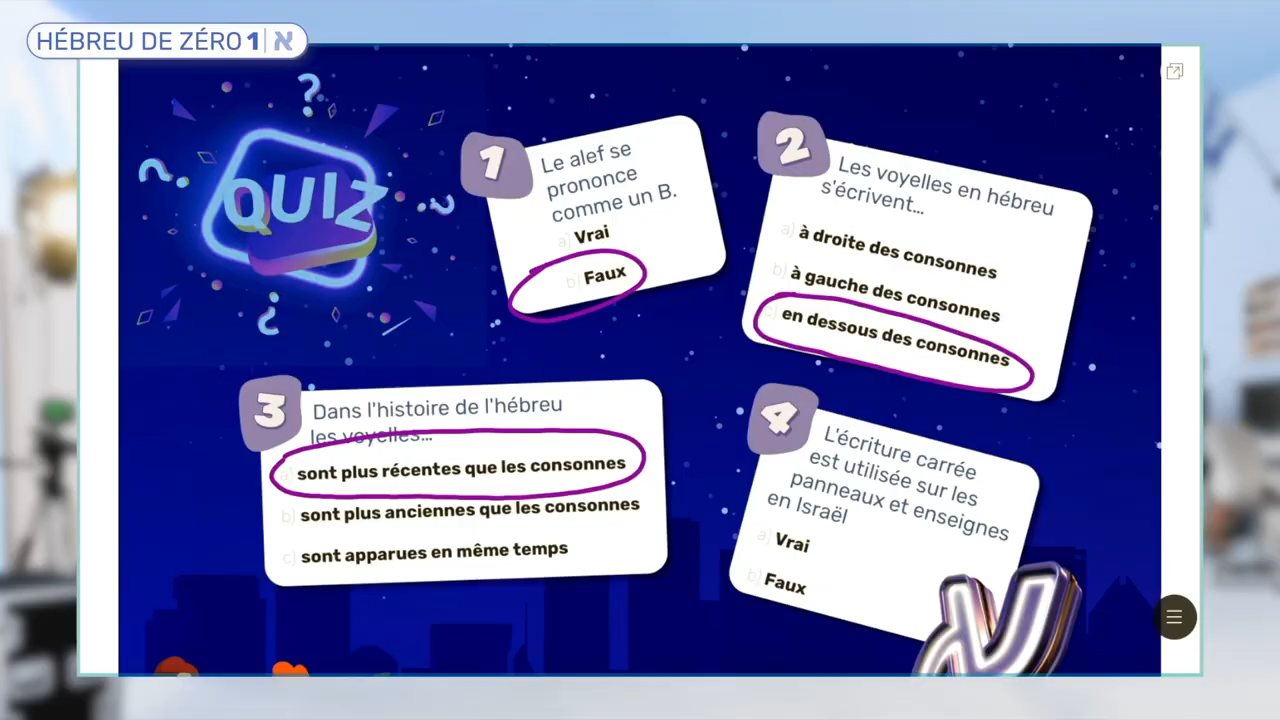 HÉBREU DE ZÉRO 1 א
QUIZ
1
Le alef se
prononce
comme un B.
a) Vrai
b) Faux
2
Les voyelles en hébreu
s'écrivent...
a) à droite des consonnes
b) à gauche des consonnes
en dessous des consonnes
3
Dans l'histoire de l'hébreu
les voyelles...
a) sont plus récentes que les consonnes
b) sont plus anciennes que les consonnes
c) sont apparues en même temps
4
L'écriture carrée
est utilisée sur les
panneaux et enseignes
en Israël
a) Vrai
b) Faux